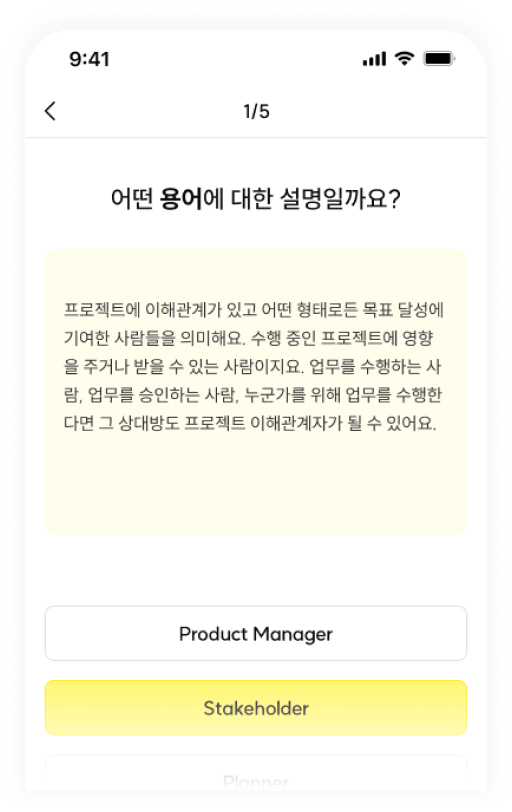 9:41
1/5
어떤 용어에 대한 설명일까요?
프로젝트에 이해관계가 있고 어떤 형태로든 목표 달성에
기여한 사람들을 의미해요. 수행 중인 프로젝트에 영향
을 주거나 받을 수 있는 사람이지요. 업무를 수행하는 사
람, 업무를 승인하는 사람, 누군가를 위해 업무를 수행한
다면 그 상대방도 프로젝트 이해관계자가 될 수 있어요.
Product Manager
Stakeholder
Planner